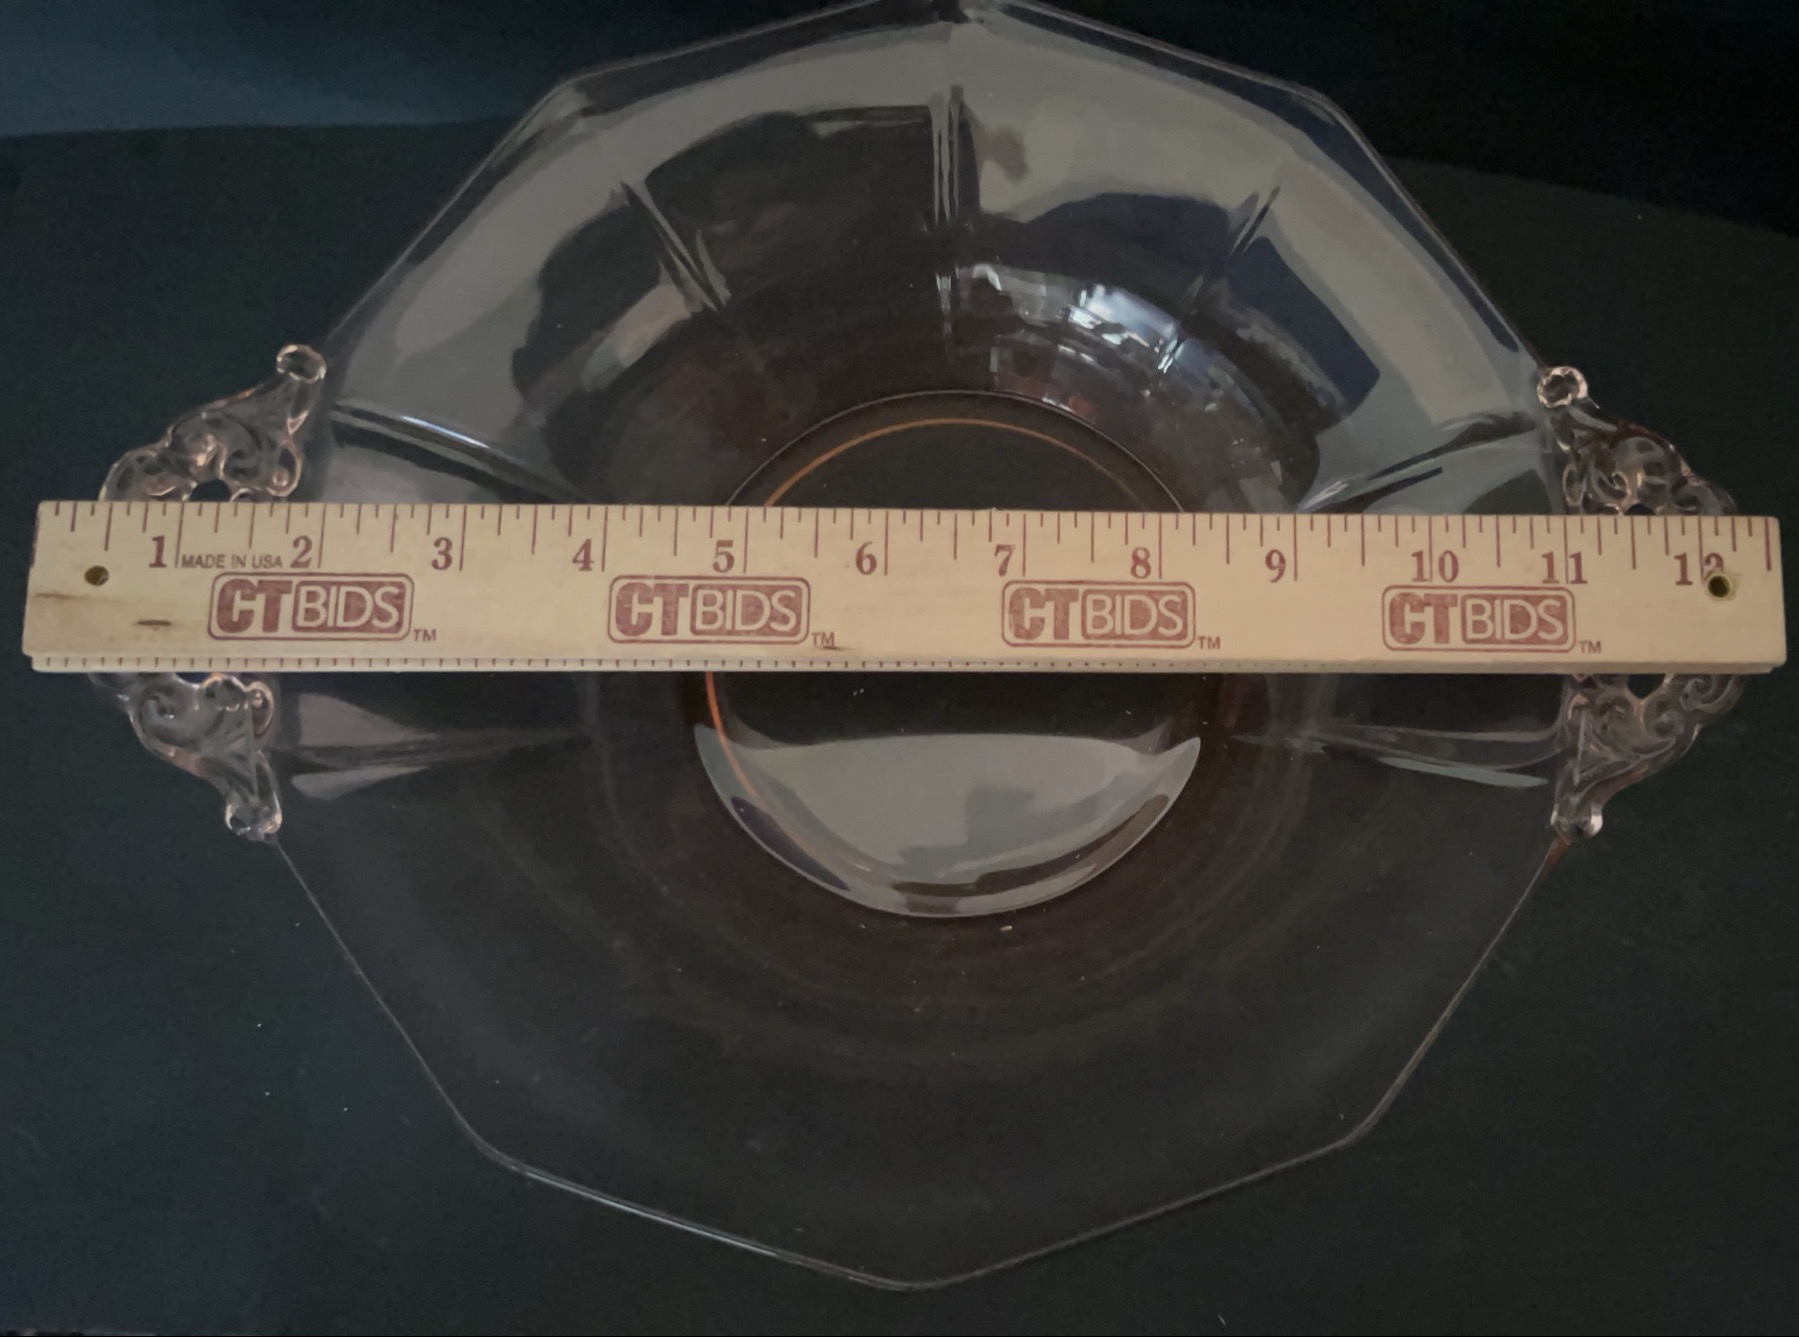 1 2 3 4 5 6 7 8 9 10 11 12
MADE IN USA
CTBIDS™ CTBIDS™ CTBIDS™ CTBIDS™